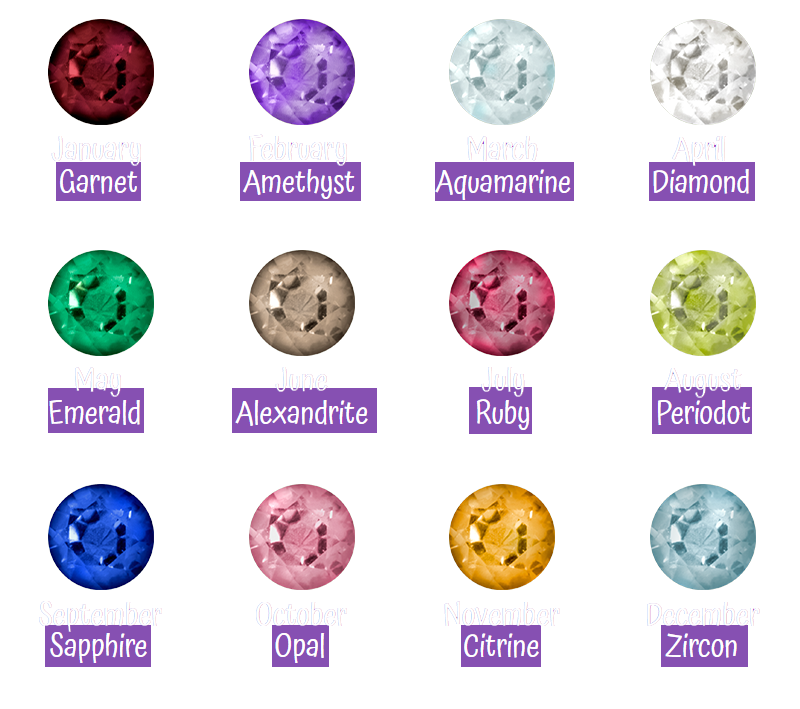 January
Garnet
February
Amethyst
March
Aquamarine
April
Diamond
May
Emerald
June
Alexandrite
July
Ruby
August
Periodot
September
Sapphire
October
Opal
November
Citrine
December
Zircon